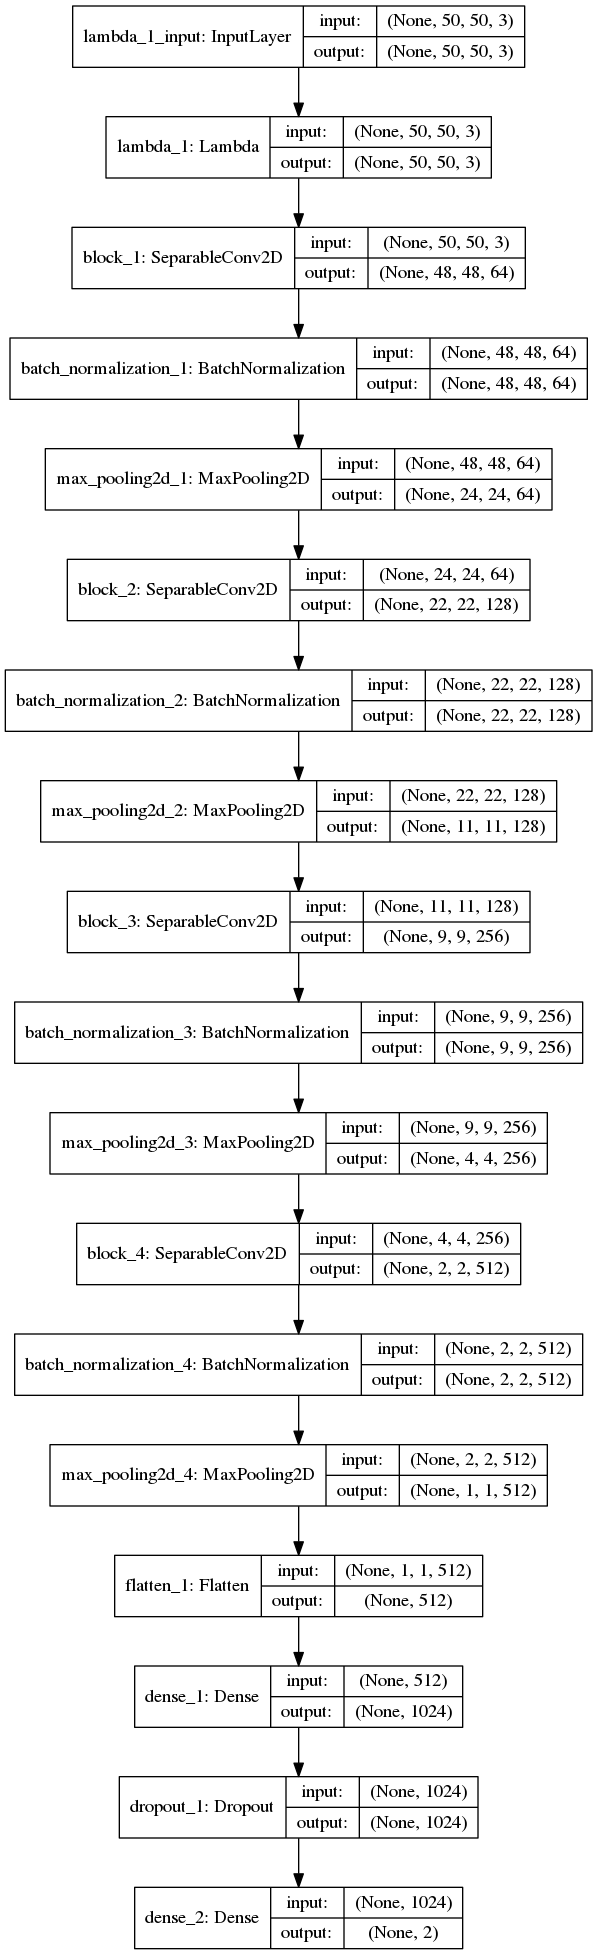 lambda_1_input: InputLayer
input:
(None, 50, 50, 3)
output:
(None, 50, 50, 3)
lambda_1: Lambda
input:
(None, 50, 50, 3)
output:
(None, 50, 50, 3)
block_1: SeparableConv2D
input:
(None, 50, 50, 3)
output:
(None, 48, 48, 64)
batch_normalization_1: BatchNormalization
input:
(None, 48, 48, 64)
output:
(None, 48, 48, 64)
max_pooling2d_1: MaxPooling2D
input:
(None, 48, 48, 64)
output:
(None, 24, 24, 64)
block_2: SeparableConv2D
input:
(None, 24, 24, 64)
output:
(None, 22, 22, 128)
batch_normalization_2: BatchNormalization
input:
(None, 22, 22, 128)
output:
(None, 22, 22, 128)
max_pooling2d_2: MaxPooling2D
input:
(None, 22, 22, 128)
output:
(None, 11, 11, 128)
block_3: SeparableConv2D
input:
(None, 11, 11, 128)
output:
(None, 9, 9, 256)
batch_normalization_3: BatchNormalization
input:
(None, 9, 9, 256)
output:
(None, 9, 9, 256)
max_pooling2d_3: MaxPooling2D
input:
(None, 9, 9, 256)
output:
(None, 4, 4, 256)
block_4: SeparableConv2D
input:
(None, 4, 4, 256)
output:
(None, 2, 2, 512)
batch_normalization_4: BatchNormalization
input:
(None, 2, 2, 512)
output:
(None, 2, 2, 512)
max_pooling2d_4: MaxPooling2D
input:
(None, 2, 2, 512)
output:
(None, 1, 1, 512)
flatten_1: Flatten
input:
(None, 1, 1, 512)
output:
(None, 512)
dense_1: Dense
input:
(None, 512)
output:
(None, 1024)
dropout_1: Dropout
input:
(None, 1024)
output:
(None, 1024)
dense_2: Dense
input:
(None, 1024)
output:
(None, 2)